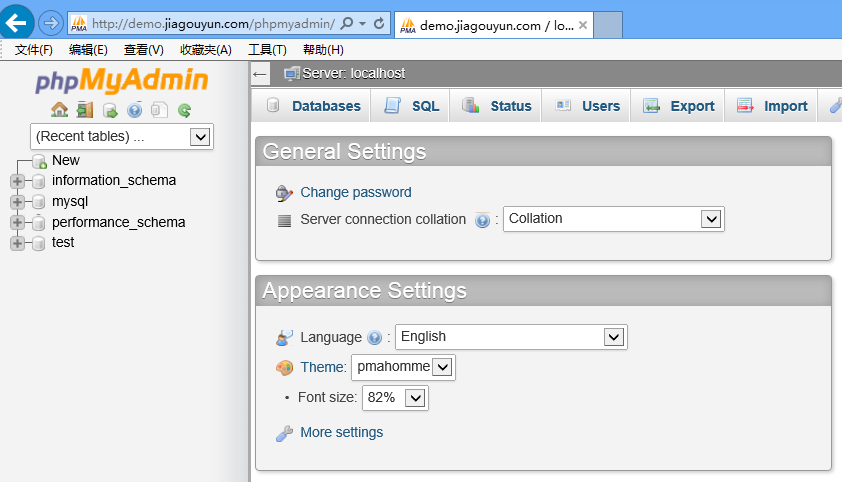 http://demo.jiagouyun.com/phpmyadmin/
demo.jiagouyun.com / lo...
文件(F) 编辑(E) 查看(V) 收藏夹(A) 工具(T) 帮助(H)
phpMyAdmin
(Recent tables) ...
New
information_schema
mysql
performance_schema
test
Server: localhost
Databases SQL Status Users Export Import
General Settings
Change password
Server connection collation : Collation
Appearance Settings
Language : English
Theme: pmahomme
• Font size: 82%
More settings